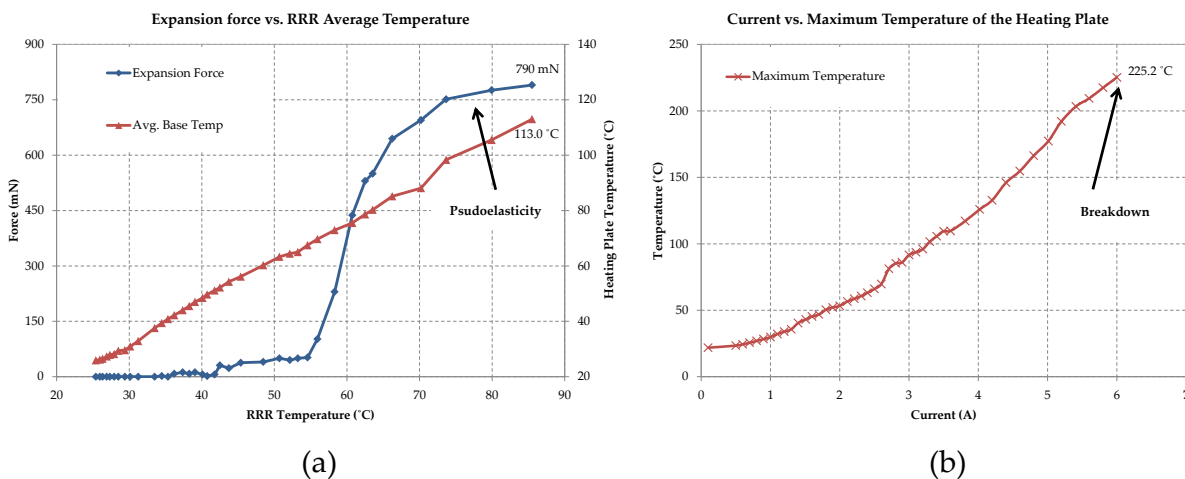 Expansion force vs. RRR Average Temperature
900
750
600
450
300
150
0
Force (mN)
140
120
100
80
60
40
20
Heating Plate Temperature (˚C)
Expansion Force
Avg. Base Temp
790 mN
113.0 ˚C
Psudoelasticity
20 30 40 50 60 70 80 90
RRR Temperature (˚C)
(a)
Current vs. Maximum Temperature of the Heating Plate
250
200
150
100
50
0
Temperature (˚C)
Maximum Temperature
225.2 ˚C
Breakdown
0 1 2 3 4 5 6 7
Current (A)
(b)